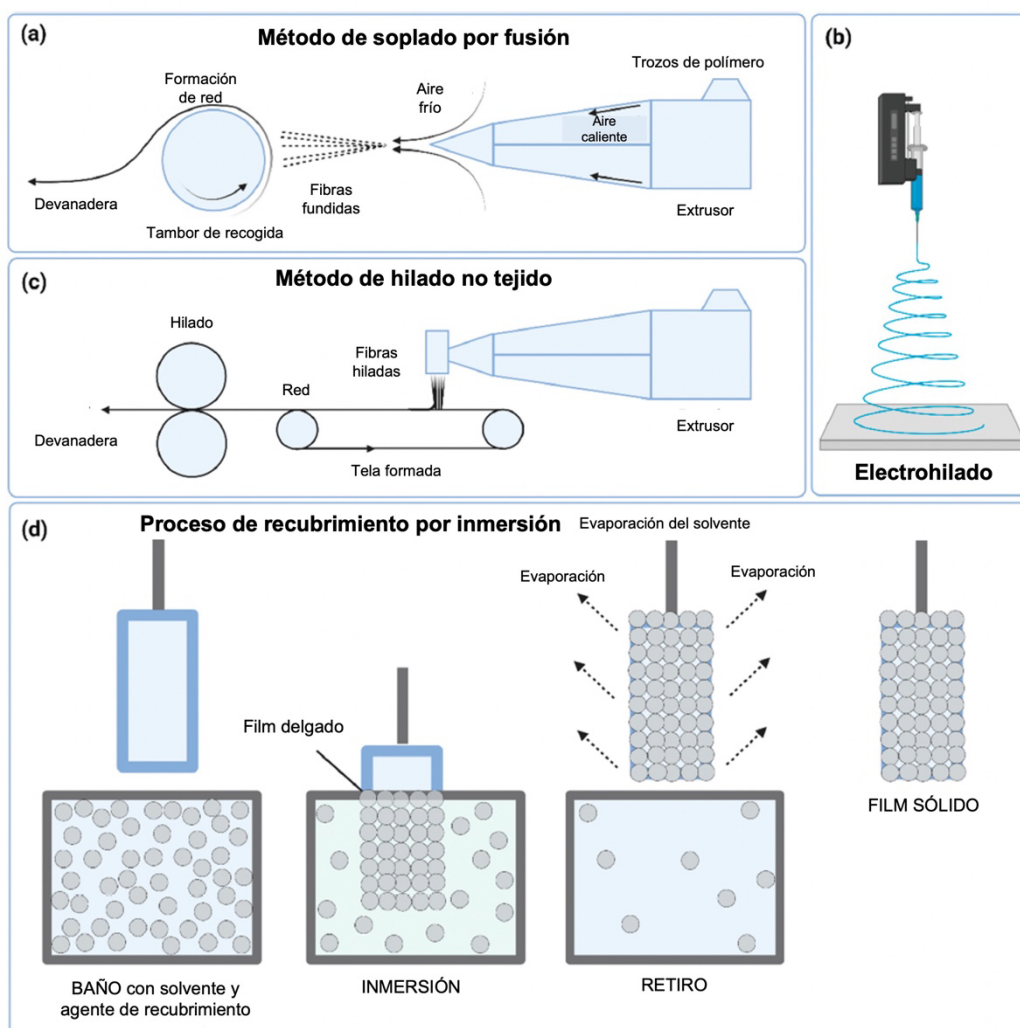 (a)
Método de soplado por fusión
Trozos de polímero
Formación
de red
Aire
frío
Aire
caliente
Fibras
fundidas
Devanadera
Tambor de recogida
Extrusor
(b)
Electrohilado
(c)
Método de hilado no tejido
Hilado
Fibras
hiladas
Red
Devanadera
Tela formada
Extrusor
(d)
Proceso de recubrimiento por inmersión
Evaporación del solvente
Evaporación
Evaporación
Film delgado
FILM SÓLIDO
BAÑO con solvente y
agente de recubrimiento
INMERSIÓN
RETIRO